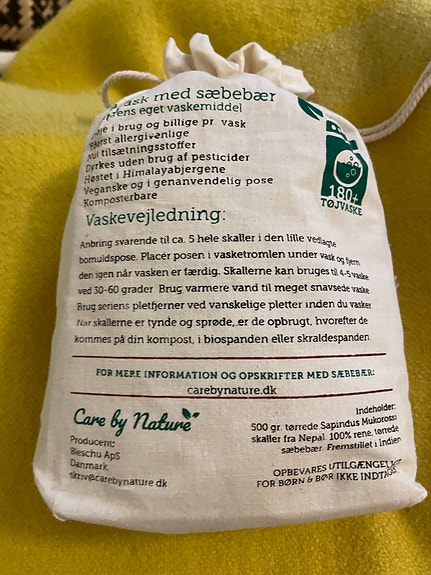 ask med sæbebær
eget vaskemiddel
i brug og billige pr. vask
allergivenlige
tilsætningsstoffer
Dyrkes uden brug af pesticider
Høstet i Himalayabjergene
Veganske og i genanvendelig pose
Komposterbare
180+
TØJVASKE
Vaskevejledning:
Anbring svarende til ca. 5 hele skaller i den lille vedlagte
bomuldspose. Placér posen i vasketromlen under vask og fjern
den igen når vasken er færdig. Skallerne kan bruges til 4-5 vaske
ved 30-60 grader. Brug varmere vand til meget snavsede vaske.
Brug seriens pletfjerner ved vanskelige pletter inden du vasker.
Når skallerne er tynde og sprøde, er de opbrugt, hvorefter de
kommes på din kompost, i biospanden eller skraldespanden.
FOR MERE INFORMATION OG OPSKRIFTER MED SÆBEBÆR:
carebynature.dk
Care by Nature
Producent:
Bieschu ApS
Danmark
skriv@carebynature.dk
Indeholder:
500 gr. tørrede Sapindus Mukorossi
skaller fra Nepal. 100% rene, tørrede
sæbebær. Fremstillet i Indien
OPBEVARES UTILGÆNGELIGT
FOR BØRN & BØR IKKE INDTAGES